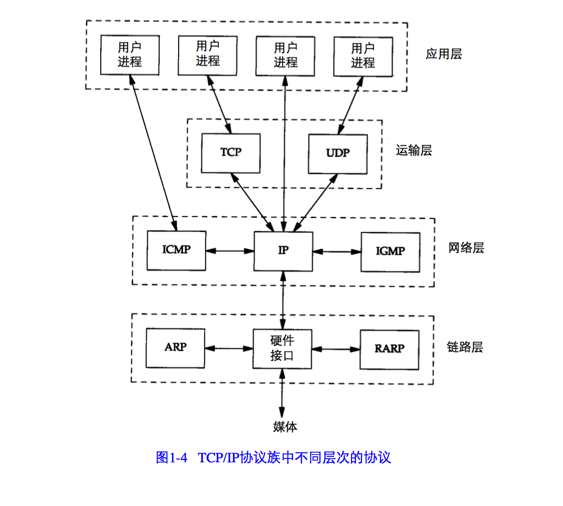 用户 用户 用户 用户
进程 进程 进程 进程
应用层
TCP UDP 运输层
ICMP IP IGMP 网络层
ARP 硬件接口 RARP 链路层
媒体
图1-4 TCP/IP协议族中不同层次的协议